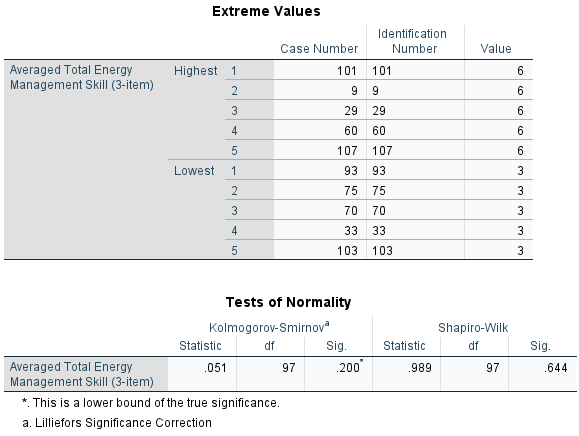 Extreme Values
Identification
Case Number Number Value
Averaged Total Energy Highest 1 101 101 6
Management Skill (3-item) 2 9 9 6
3 29 29 6
4 60 60 6
5 107 107 6
Lowest 1 93 93 3
2 75 75 3
3 70 70 3
4 33 33 3
5 103 103 3
Tests of Normality
Kolmogorov-Smirnovᵃ Shapiro-Wilk
Statistic df Sig. Statistic df Sig.
Averaged Total Energy .051 97 .200* .989 97 .644
Management Skill (3-item)
*. This is a lower bound of the true significance.
a. Lilliefors Significance Correction